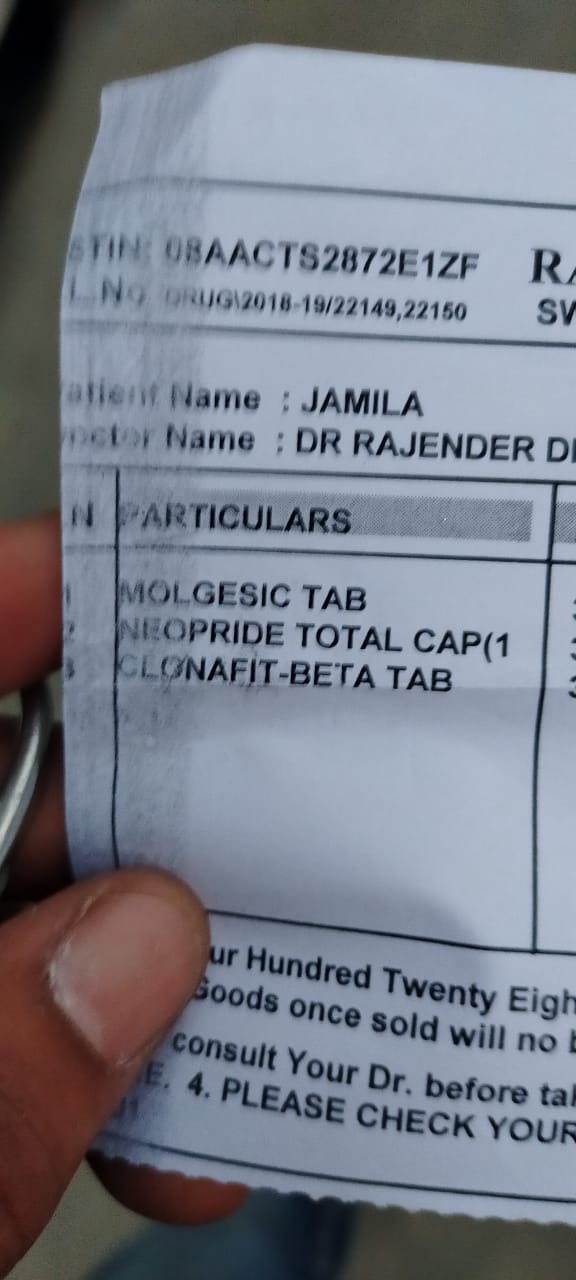 STIN: 08AACTS2872E1ZF RA
L.No DRUG\2018-19/22149,22150 SW
atient Name : JAMILA
octor Name : DR RAJENDER
N PARTICULARS
1 MOLGESIC TAB
2 NEOPRIDE TOTAL CAP(1
3 CLONAFIT-BETA TAB
ur Hundred Twenty Eigh
Goods once sold will no
consult Your Dr. before tak
E. 4. PLEASE CHECK YOUR